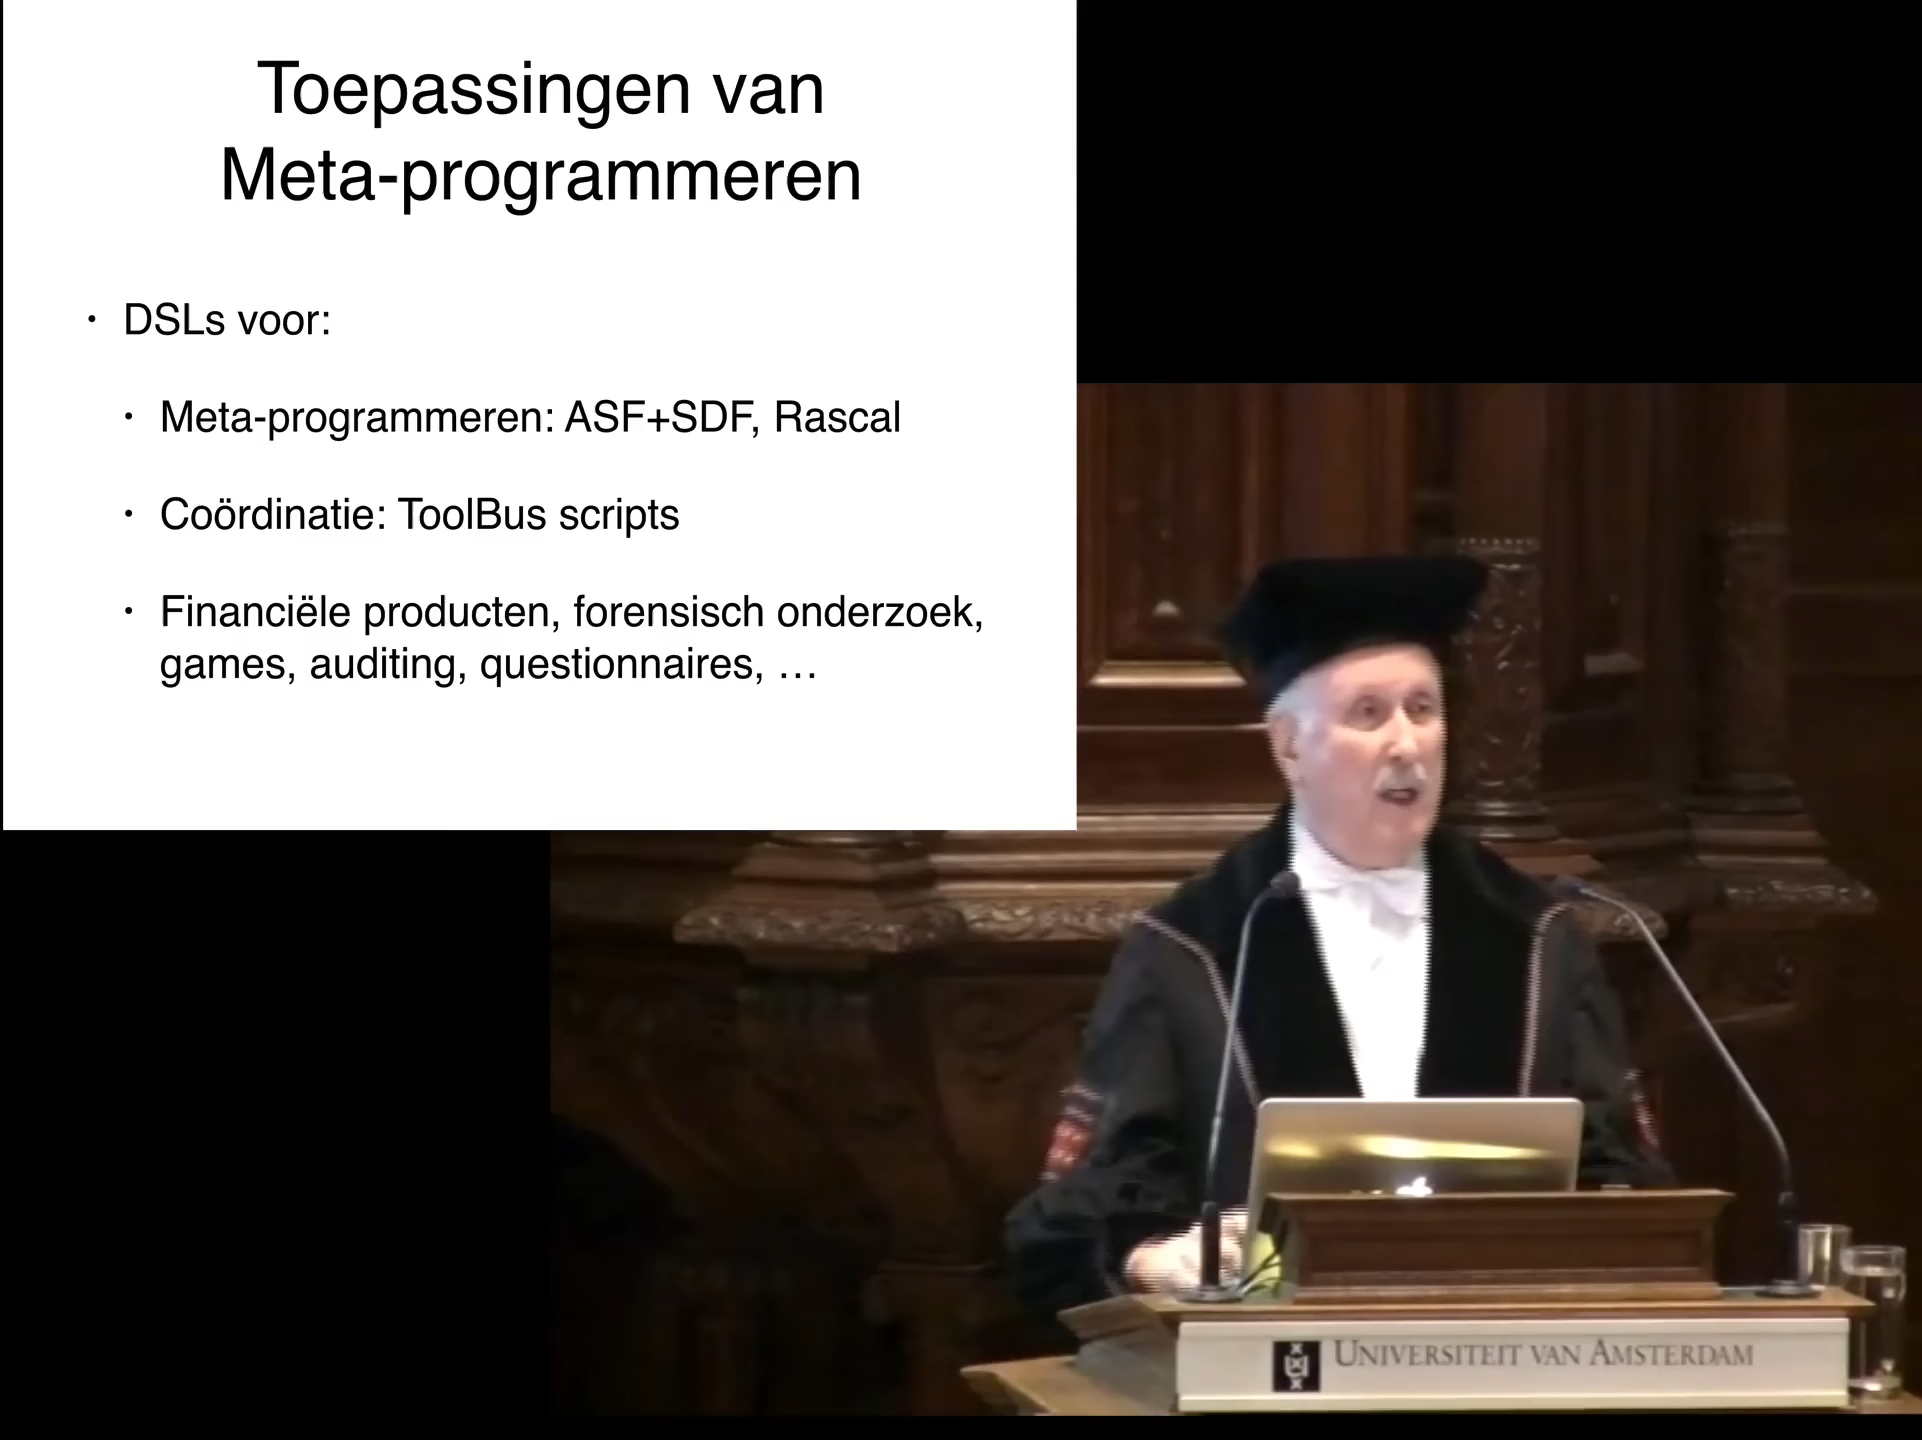 Toepassingen van
Meta-programmeren
• DSLs voor:
• Meta-programmeren: ASF+SDF, Rascal
• Coördinatie: ToolBus scripts
• Financiële producten, forensisch onderzoek,
games, auditing, questionnaires, …
UNIVERSITEIT VAN AMSTERDAM